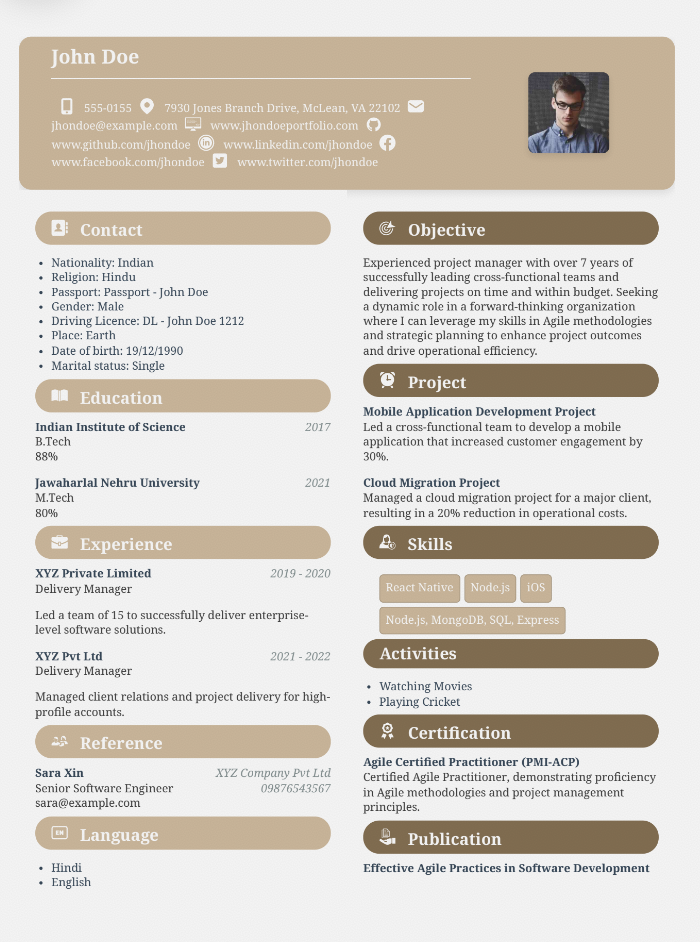 John Doe
555-0155 7930 Jones Branch Drive, McLean, VA 22102
jhondoe@example.com www.jhondoeportfolio.com
www.github.com/jhondoe www.linkedin.com/jhondoe
www.facebook.com/jhondoe www.twitter.com/jhondoe
Contact
• Nationality: Indian
• Religion: Hindu
• Passport: Passport - John Doe
• Gender: Male
• Driving Licence: DL - John Doe 1212
• Place: Earth
• Date of birth: 19/12/1990
• Marital status: Single
Education
Indian Institute of Science 2017
B.Tech
88%
Jawaharlal Nehru University 2021
M.Tech
80%
Experience
XYZ Private Limited 2019 - 2020
Delivery Manager
Led a team of 15 to successfully deliver enterprise-
level software solutions.
XYZ Pvt Ltd 2021 - 2022
Delivery Manager
Managed client relations and project delivery for high-
profile accounts.
Reference
Sara Xin XYZ Company Pvt Ltd
Senior Software Engineer 09876543567
sara@example.com
Language
• Hindi
• English
Objective
Experienced project manager with over 7 years of
successfully leading cross-functional teams and
delivering projects on time and within budget. Seeking
a dynamic role in a forward-thinking organization
where I can leverage my skills in Agile methodologies
and strategic planning to enhance project outcomes
and drive operational efficiency.
Project
Mobile Application Development Project
Led a cross-functional team to develop a mobile
application that increased customer engagement by
30%.
Cloud Migration Project
Managed a cloud migration project for a major client,
resulting in a 20% reduction in operational costs.
Skills
React Native Node.js iOS
Node.js, MongoDB, SQL, Express
Activities
• Watching Movies
• Playing Cricket
Certification
Agile Certified Practitioner (PMI-ACP)
Certified Agile Practitioner, demonstrating proficiency
in Agile methodologies and project management
principles.
Publication
Effective Agile Practices in Software Development